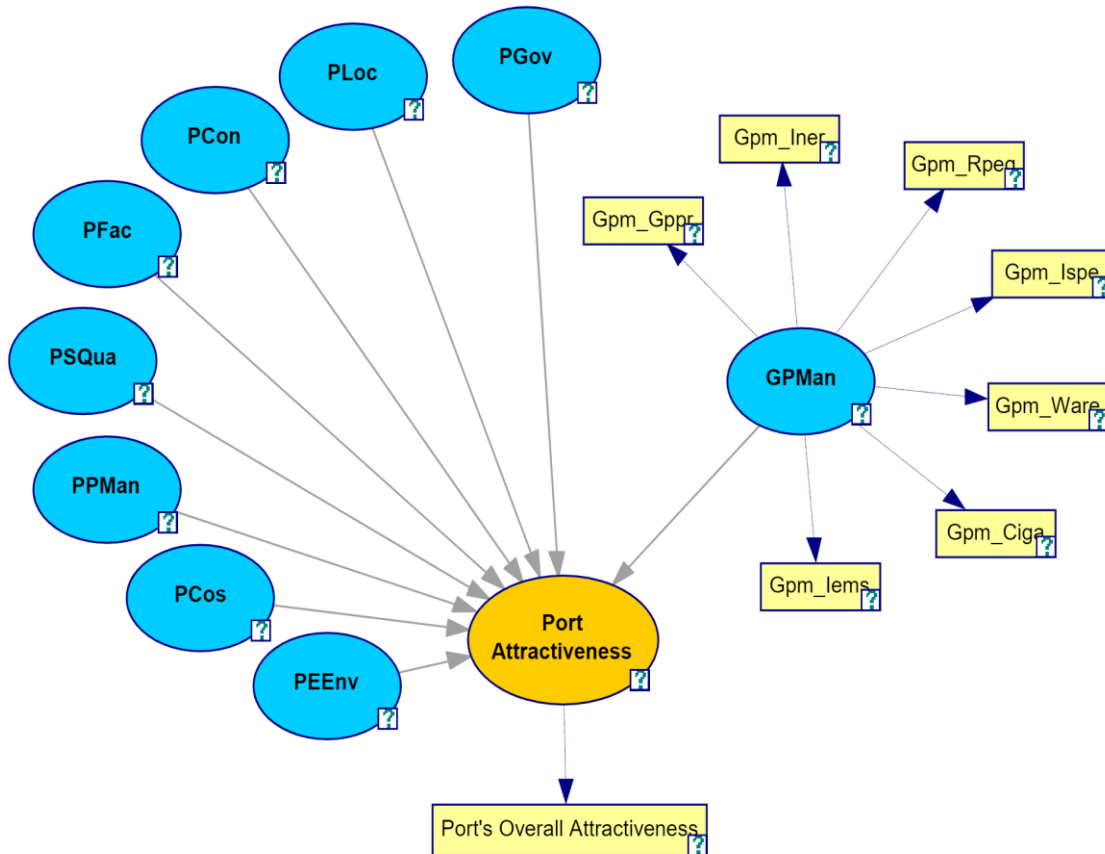 PGov
PLoc
PCon
Gpm_Iner
?
Gpm_Rpeq
?
Gpm_Gppr
?
PFac
?
Gpm_Ispe
?
PSQua
?
GPMan
?
Gpm_Ware
?
PPMan
?
Gpm_Ciga
?
PCos
?
Gpm_Iems
?
Port
Attractiveness
?
PEEnv
?
Port's Overall Attractiveness
?